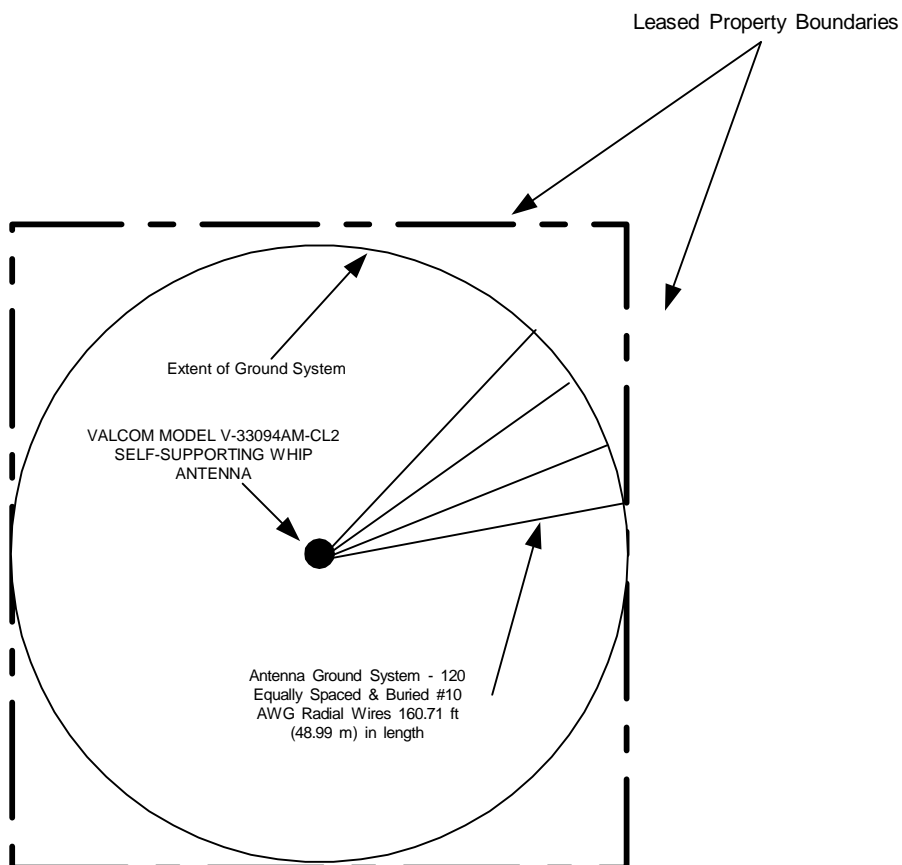 Leased Property Boundaries
Extent of Ground System
VALCOM MODEL V-33094AM-CL2
SELF-SUPPORTING WHIP
ANTENNA
Antenna Ground System - 120
Equally Spaced & Buried #10
AWG Radial Wires 160.71 ft
(48.99 m) in length